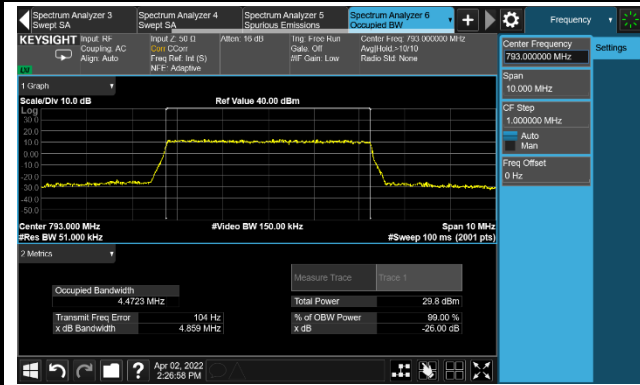 Spectrum Analyzer 3
Swept SA
Spectrum Analyzer 4
Swept SA
Spectrum Analyzer 5
Spurious Emissions
Spectrum Analyzer 6
Occupied BW
Frequency
KEYSIGHT
Input: RF
Coupling: AC
Align: Auto
Input Z: 50 Ω
Corr CCorr
Freq Ref: Int (S)
NFE: Adaptive
Atten: 16 dB
Trig: Free Run
Gate: Off
#IF Gain: Low
Center Freq: 793.000000 MHz
Avg|Hold:>10/10
Radio Std: None
Center Frequency
793.000000 MHz
Settings
Span
10.000 MHz
CF Step
1.000000 MHz
Auto
Man
Freq Offset
0 Hz
1 Graph
Scale/Div 10.0 dB
Ref Value 40.00 dBm
Log
30.0
20.0
10.0
0.00
-10.0
-20.0
-30.0
-40.0
-50.0
Center 793.000 MHz
#Video BW 150.00 kHz
Span 10 MHz
#Res BW 51.000 kHz
#Sweep 100 ms (2001 pts)
2 Metrics
Measure Trace
Trace 1
Occupied Bandwidth
4.4723 MHz
Total Power
29.8 dBm
Transmit Freq Error
104 Hz
% of OBW Power
99.00 %
x dB Bandwidth
4.859 MHz
x dB
-26.00 dB
Apr 02, 2022
2:26:58 PM